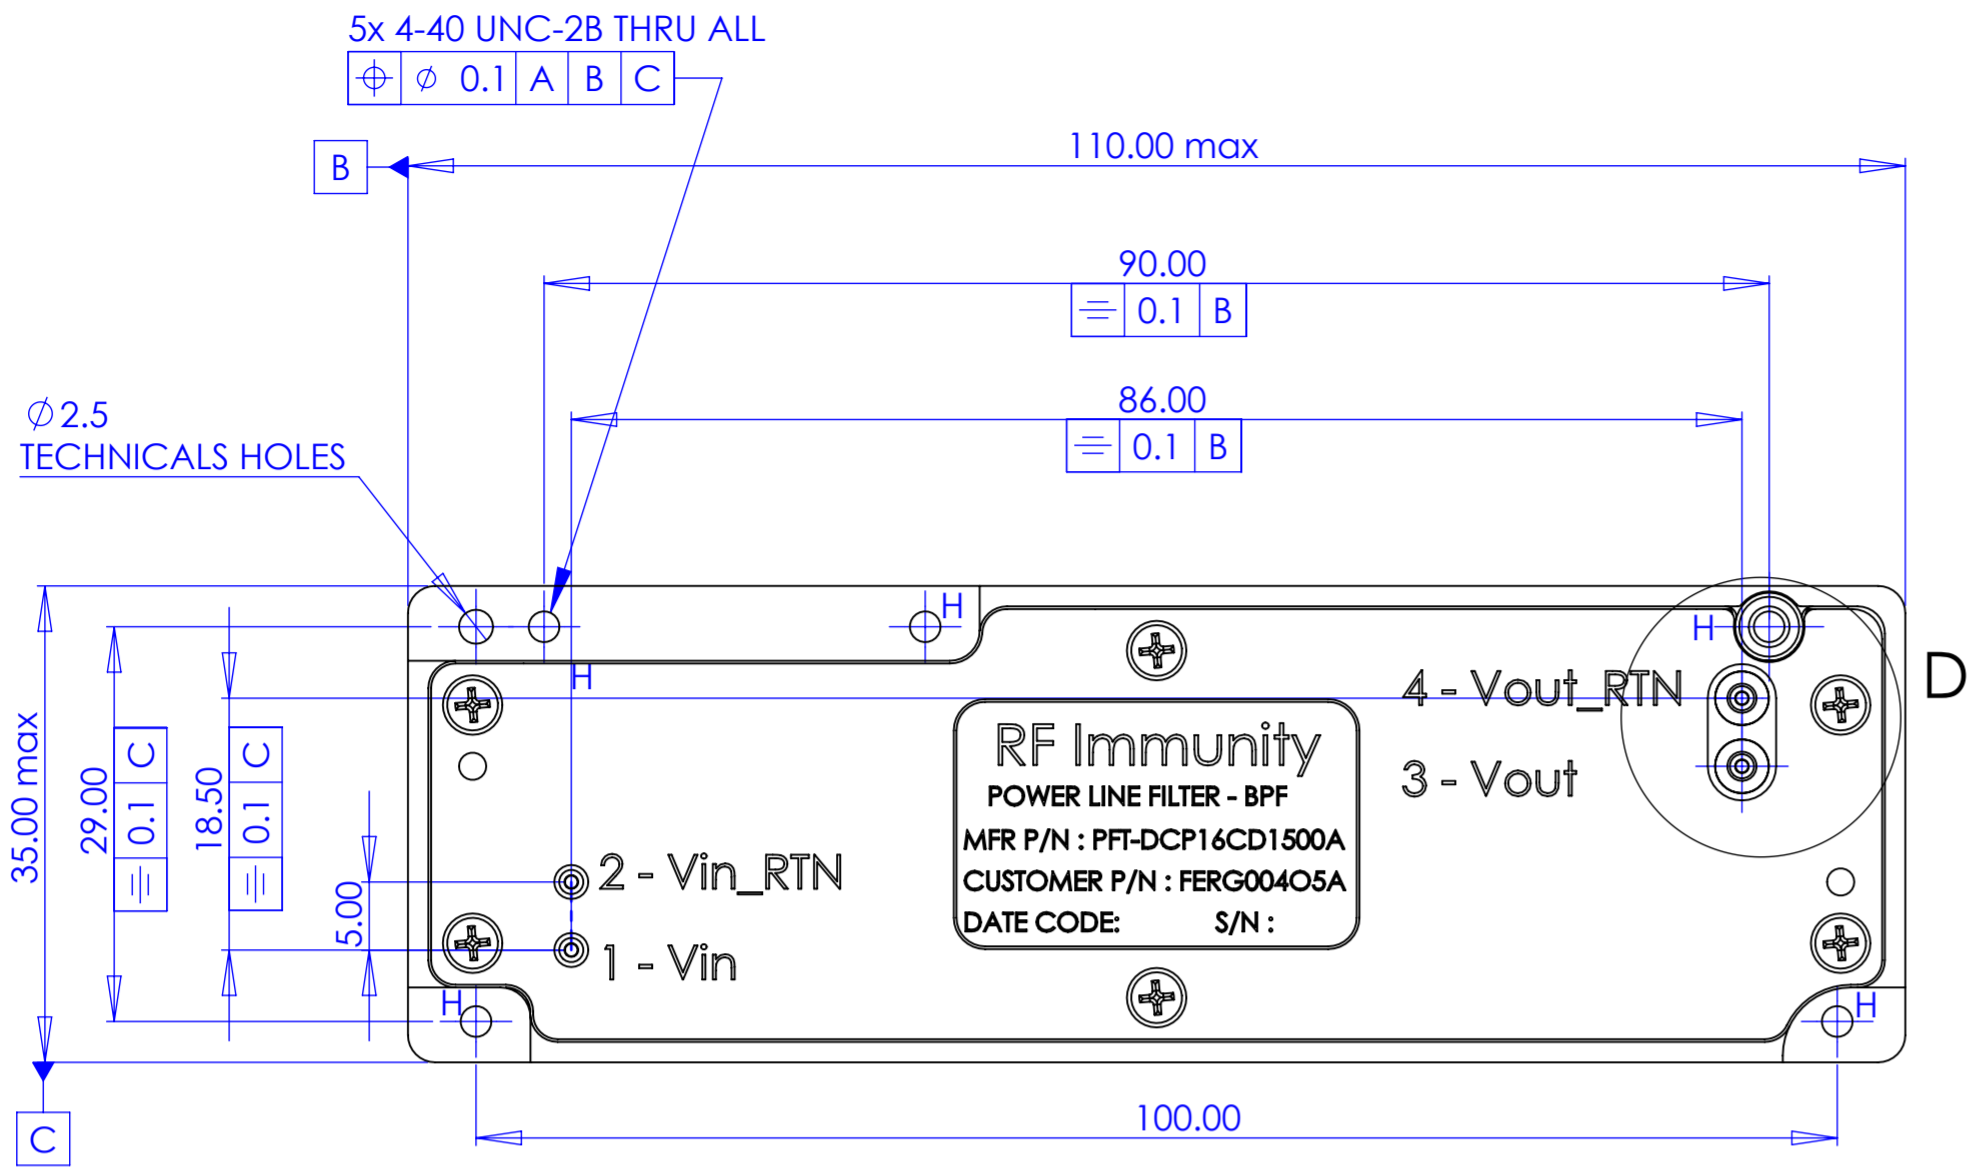 5x 4-40 UNC-2B THRU ALL
⌖ ⌀ 0.1 A B C
B
110.00 max
90.00
⌯ 0.1 B
86.00
⌯ 0.1 B
⌀2.5
TECHNICALS HOLES
H
H
H
D
4 - Vout_RTN
3 - Vout
RF Immunity
POWER LINE FILTER - BPF
MFR P/N : PFT-DCP16CD1500A
CUSTOMER P/N : FERG004O5A
DATE CODE: S/N :
2 - Vin_RTN
1 - Vin
35.00 max
29.00
⌯ 0.1 C
18.50
⌯ 0.1 C
5.00
H
H
C
100.00